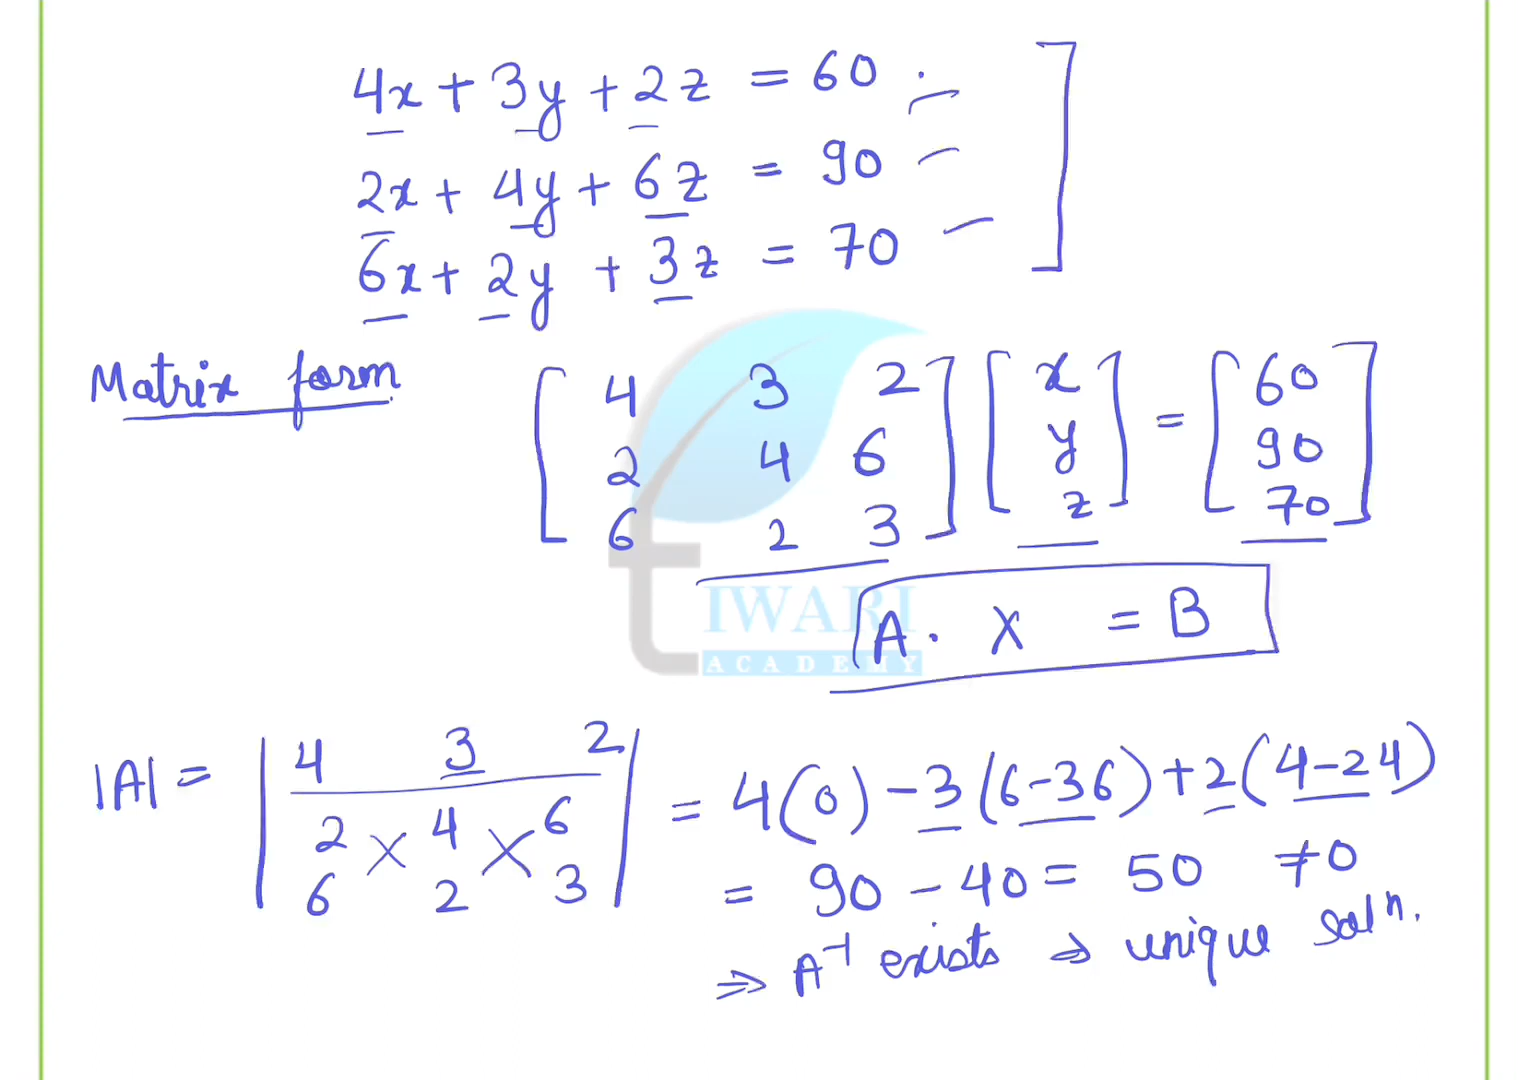 4x + 3y + 2z = 60
2x + 4y + 6z = 90
6x + 2y + 3z = 70
Matrix form
[4 3 2] [x] = [60]
[2 4 6] [y] [90]
[6 2 3] [z] [70]
A . X = B
TIWARI
ACADEMY
|A| = |4 3 2| = 4(0) - 3(6-36) + 2(4-24)
|2 4 6|
|6 2 3| = 90 - 40 = 50 ≠0
⇒ A⁻¹ exists ⇒ unique solⁿ.